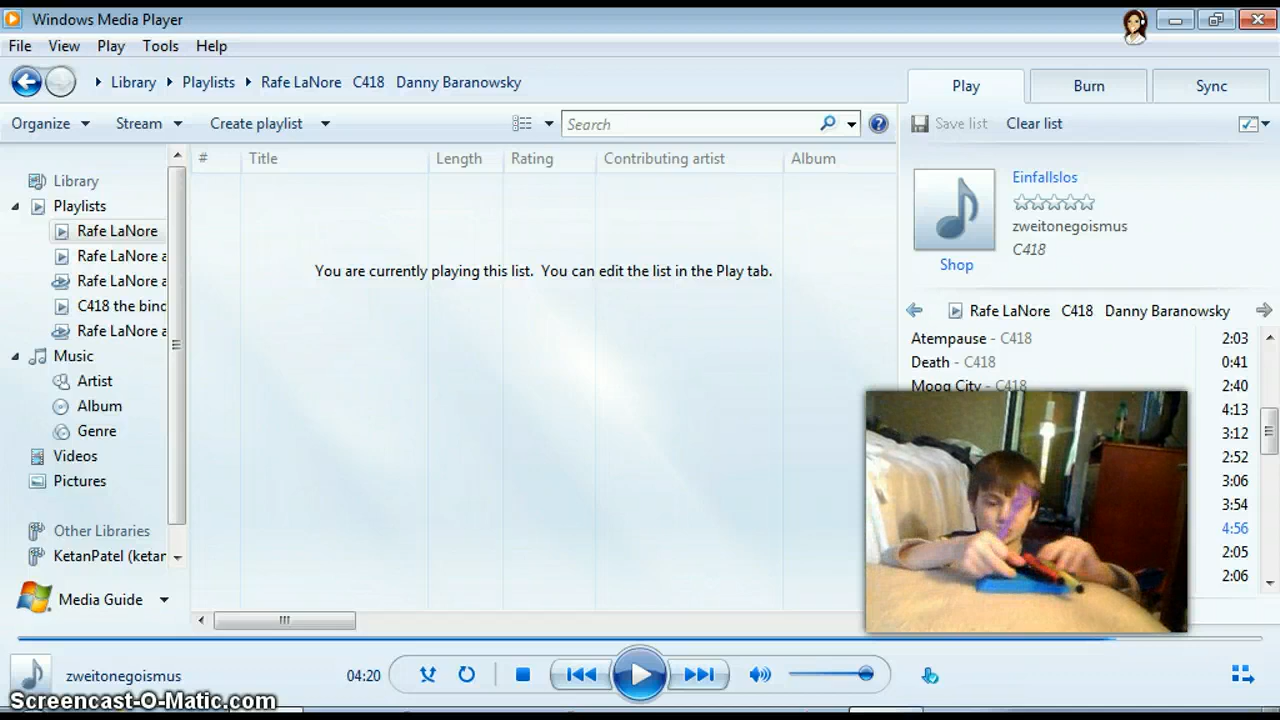 Windows Media Player
File View Play Tools Help
Library Playlists Rafe LaNore C418 Danny Baranowsky
Play Burn Sync
Organize Stream Create playlist Search Save list Clear list
# Title Length Rating Contributing artist Album
Library
Playlists
Rafe LaNore
Rafe LaNore a
Rafe LaNore a
C418 the bind
Rafe LaNore a
Music
Artist
Album
Genre
Videos
Pictures
Other Libraries
KetanPatel (ketan
Media Guide
You are currently playing this list. You can edit the list in the Play tab.
Einfallslos
zweitonegoismus
C418
Shop
Rafe LaNore C418 Danny Baranowsky
Atempause - C418 2:03
Death - C418 0:41
Moog City - C418 2:40
4:13
3:12
2:52
3:06
3:54
4:56
2:05
2:06
zweitonegoismus 04:20
Screencast-O-Matic.com